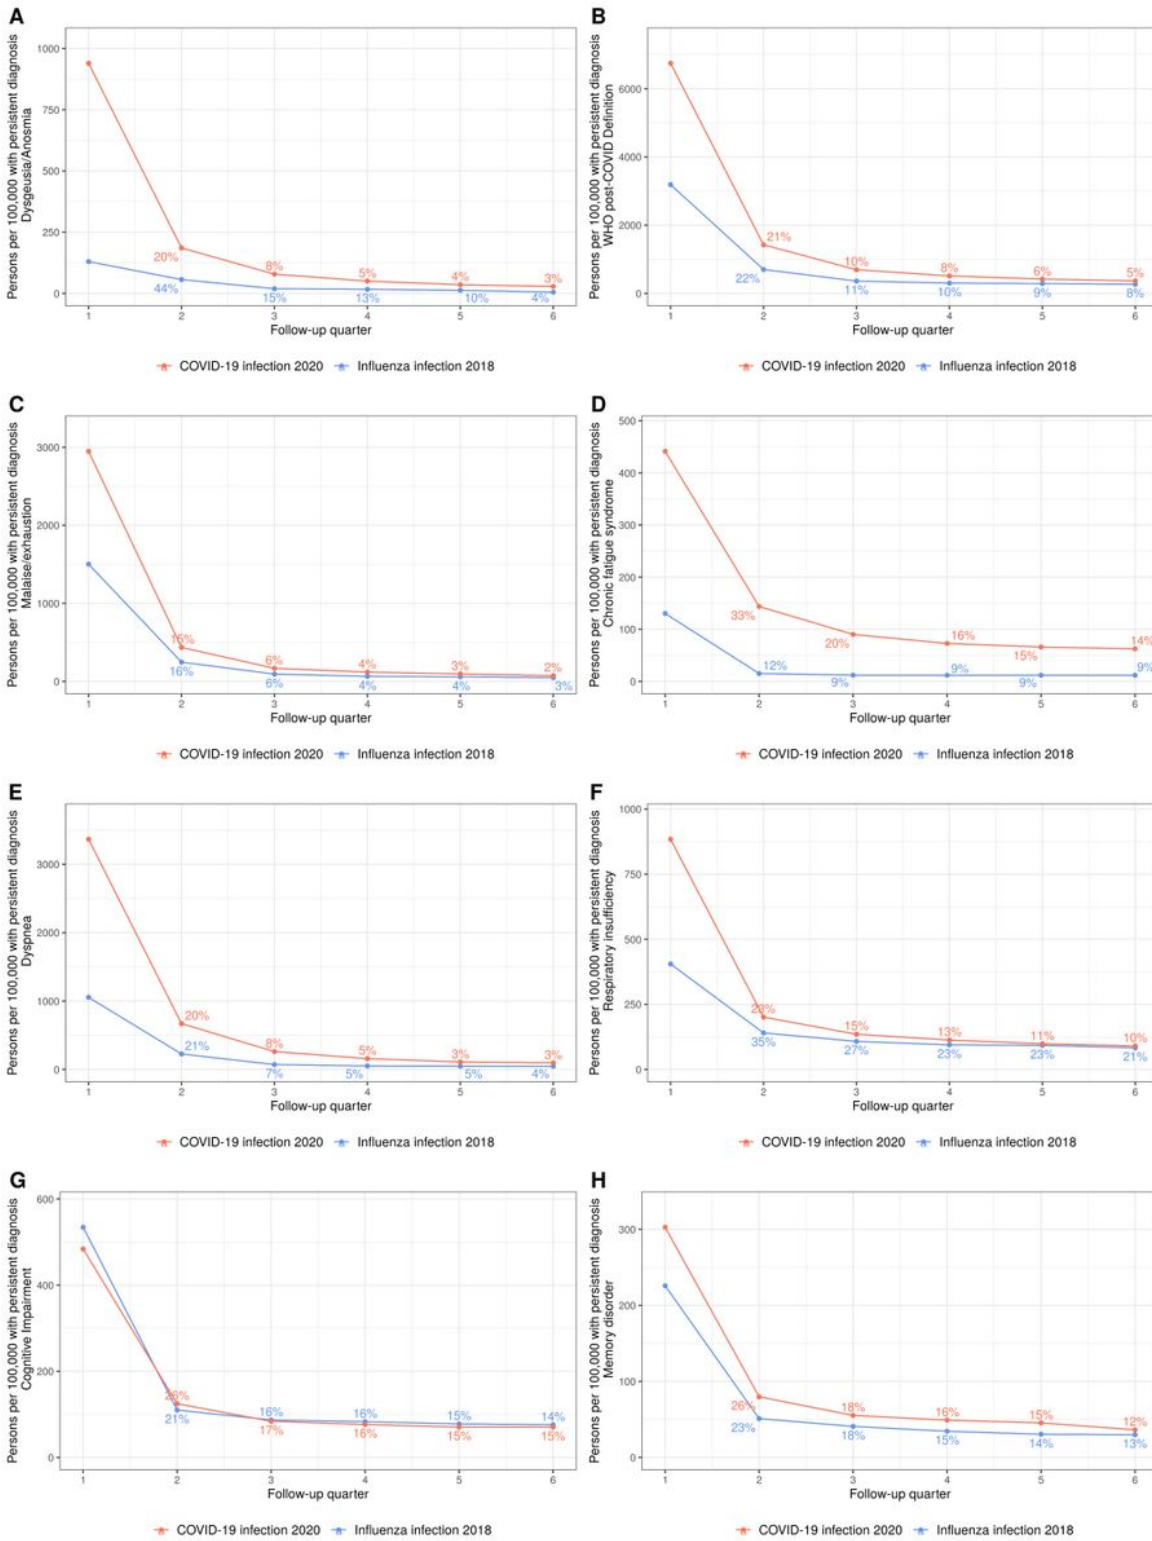 A
Persons per 100,000 with persistent diagnosis
Dysgeusia/Anosmia
1000
750
500
250
0
20%
8%
5%
4%
3%
44%
15%
13%
10%
4%
1 2 3 4 5 6
Follow-up quarter
COVID-19 infection 2020 Influenza infection 2018
B
Persons per 100,000 with persistent diagnosis
WHO post-COVID Definition
6000
4000
2000
0
21%
10%
8%
6%
5%
22%
11%
10%
9%
8%
1 2 3 4 5 6
Follow-up quarter
COVID-19 infection 2020 Influenza infection 2018
C
Persons per 100,000 with persistent diagnosis
Malaise/exhaustion
3000
2000
1000
0
15%
6%
4%
3%
2%
16%
6%
4%
4%
3%
1 2 3 4 5 6
Follow-up quarter
COVID-19 infection 2020 Influenza infection 2018
D
Persons per 100,000 with persistent diagnosis
Chronic fatigue syndrome
500
400
300
200
100
0
33%
20%
16%
15%
14%
12%
9%
9%
9%
9%
1 2 3 4 5 6
Follow-up quarter
COVID-19 infection 2020 Influenza infection 2018
E
Persons per 100,000 with persistent diagnosis
Dyspnea
3000
2000
1000
0
20%
8%
5%
3%
3%
21%
7%
5%
5%
4%
1 2 3 4 5 6
Follow-up quarter
COVID-19 infection 2020 Influenza infection 2018
F
Persons per 100,000 with persistent diagnosis
Respiratory insufficiency
1000
750
500
250
0
23%
15%
13%
11%
10%
35%
27%
23%
23%
21%
1 2 3 4 5 6
Follow-up quarter
COVID-19 infection 2020 Influenza infection 2018
G
Persons per 100,000 with persistent diagnosis
Cognitive Impairment
600
400
200
0
26%
17%
16%
15%
15%
21%
16%
16%
15%
14%
1 2 3 4 5 6
Follow-up quarter
COVID-19 infection 2020 Influenza infection 2018
H
Persons per 100,000 with persistent diagnosis
Memory disorder
300
200
100
0
26%
18%
16%
15%
12%
23%
18%
15%
14%
13%
1 2 3 4 5 6
Follow-up quarter
COVID-19 infection 2020 Influenza infection 2018